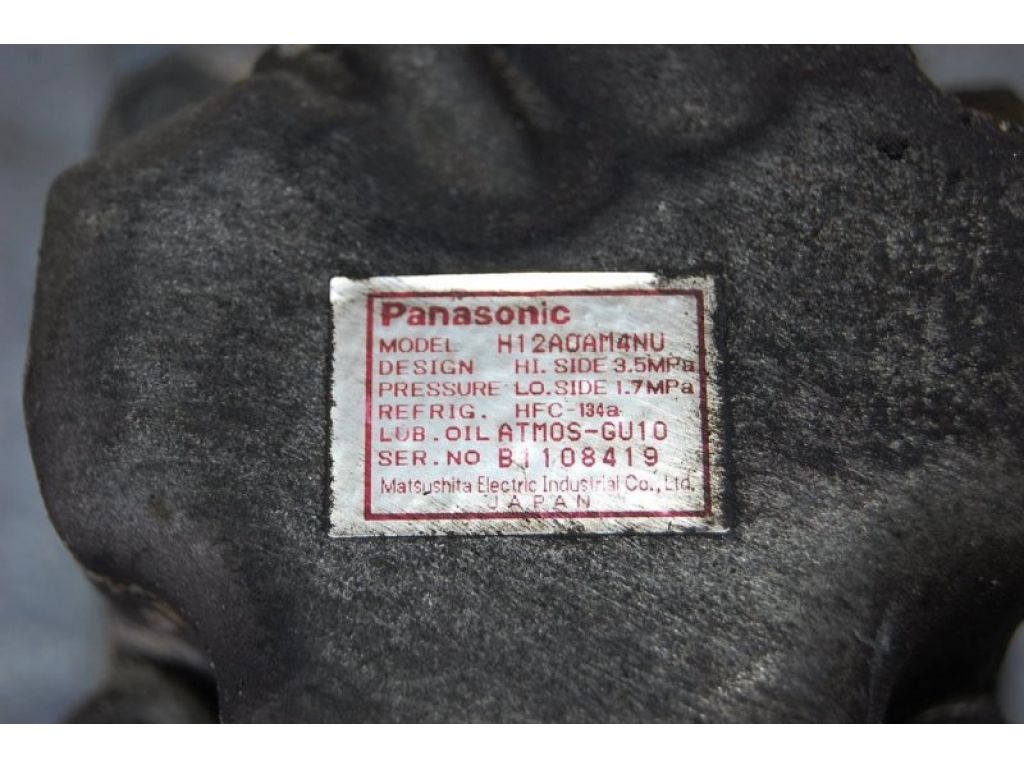 Panasonic
MODEL H12A0AM4NU
DESIGN HI. SIDE 3.5MPa
PRESSURE LO. SIDE 1.7MPa
REFRIG. HFC-134a
LUB. OIL ATMOS-GU10
SER. NO B1108419
Matsushita Electric Industrial Co., Ltd.
JAPAN